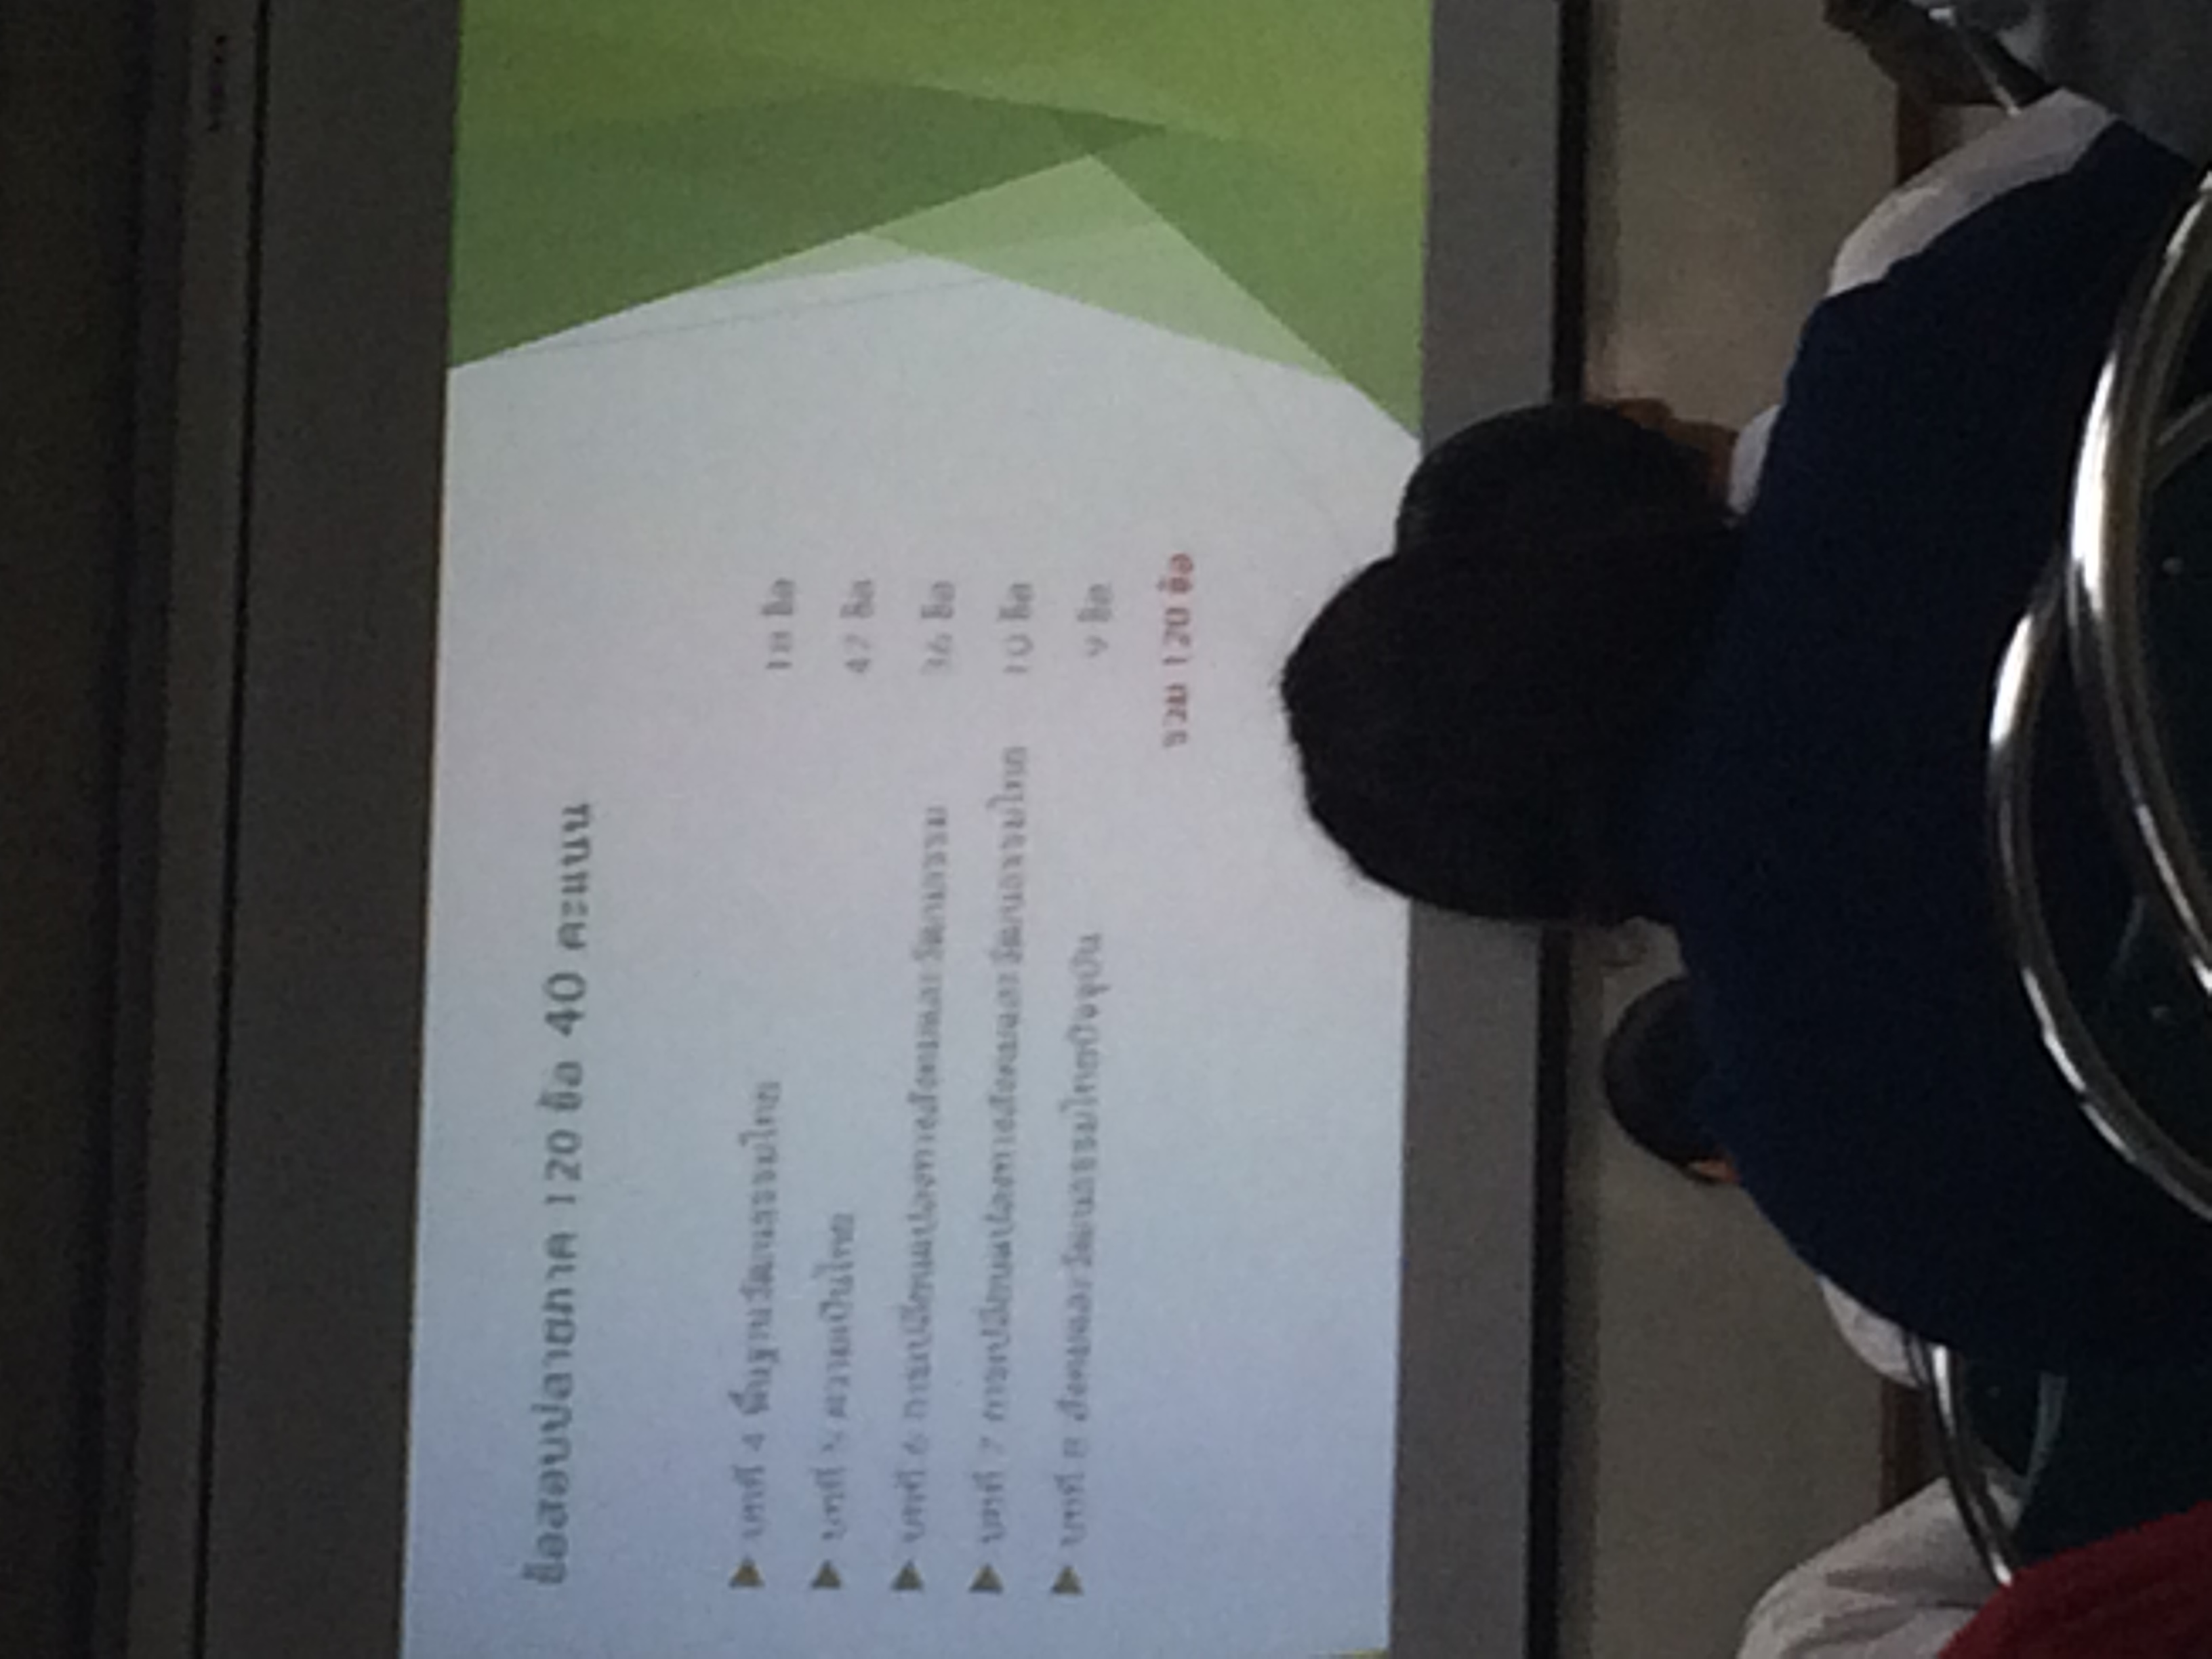 ข้อสอบปลายภาค 120 ข้อ 40 คะแนน
บทที่ 4 พื้นฐานวัฒนธรรมไทย 18 ข้อ
บทที่ 5 ความเป็นไทย 47 ข้อ
บทที่ 6 การเปลี่ยนแปลงทางสังคมและวัฒนธรรม 36 ข้อ
บทที่ 7 การเปลี่ยนแปลงทางสังคมและวัฒนธรรมไทย 10 ข้อ
บทที่ 8 สังคมและวัฒนธรรมไทยปัจจุบัน 9 ข้อ
รวม 120 ข้อ